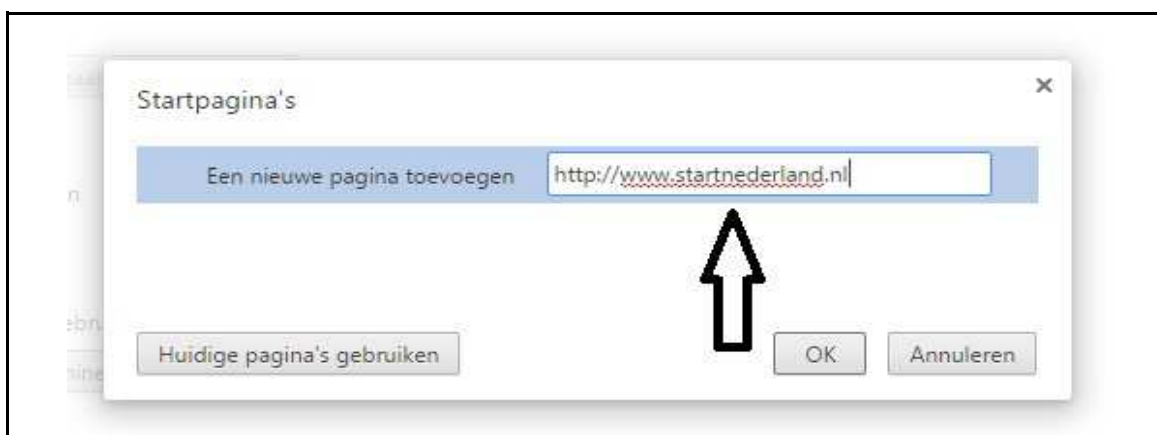 Startpagina's
Een nieuwe pagina toevoegen http://www.startnederland.nl
Huidige pagina's gebruiken OK Annuleren